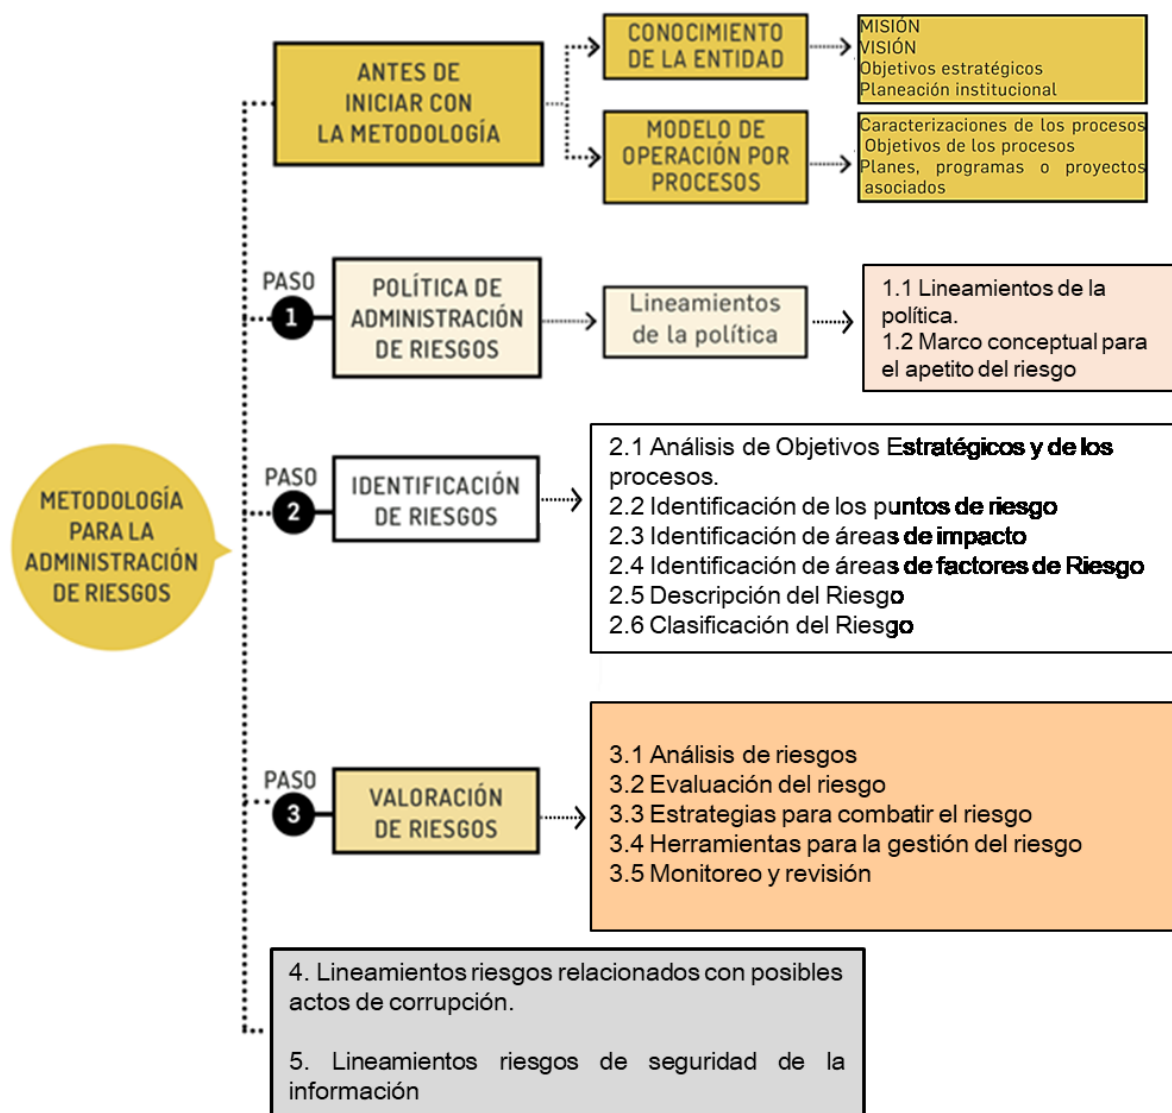 METODOLOGÍA
PARA LA
ADMINISTRACIÓN
DE RIESGOS
ANTES DE
INICIAR CON
LA METODOLOGÍA
CONOCIMIENTO
DE LA ENTIDAD
MISIÓN
VISIÓN
Objetivos estratégicos
Planeación institucional
MODELO DE
OPERACIÓN POR
PROCESOS
Caracterizaciones de los procesos
Objetivos de los procesos
Planes, programas o proyectos
asociados
PASO
1
POLÍTICA DE
ADMINISTRACIÓN
DE RIESGOS
Lineamientos
de la política
1.1 Lineamientos de la
política.
1.2 Marco conceptual para
el apetito del riesgo
PASO
2
IDENTIFICACIÓN
DE RIESGOS
2.1 Análisis de Objetivos Estratégicos y de los
procesos.
2.2 Identificación de los puntos de riesgo
2.3 Identificación de áreas de impacto
2.4 Identificación de áreas de factores de Riesgo
2.5 Descripción del Riesgo
2.6 Clasificación del Riesgo
PASO
3
VALORACIÓN
DE RIESGOS
3.1 Análisis de riesgos
3.2 Evaluación del riesgo
3.3 Estrategias para combatir el riesgo
3.4 Herramientas para la gestión del riesgo
3.5 Monitoreo y revisión
4. Lineamientos riesgos relacionados con posibles
actos de corrupción.
5. Lineamientos riesgos de seguridad de la
información